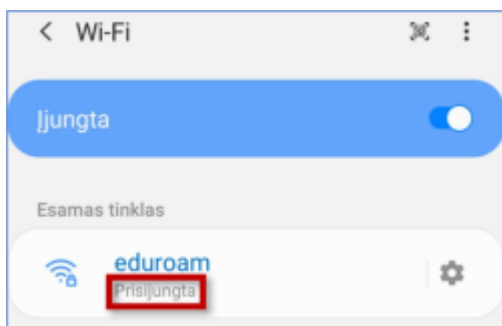 Wi-Fi
Įjungta
Esamas tinklas
eduroam
Prisijungta